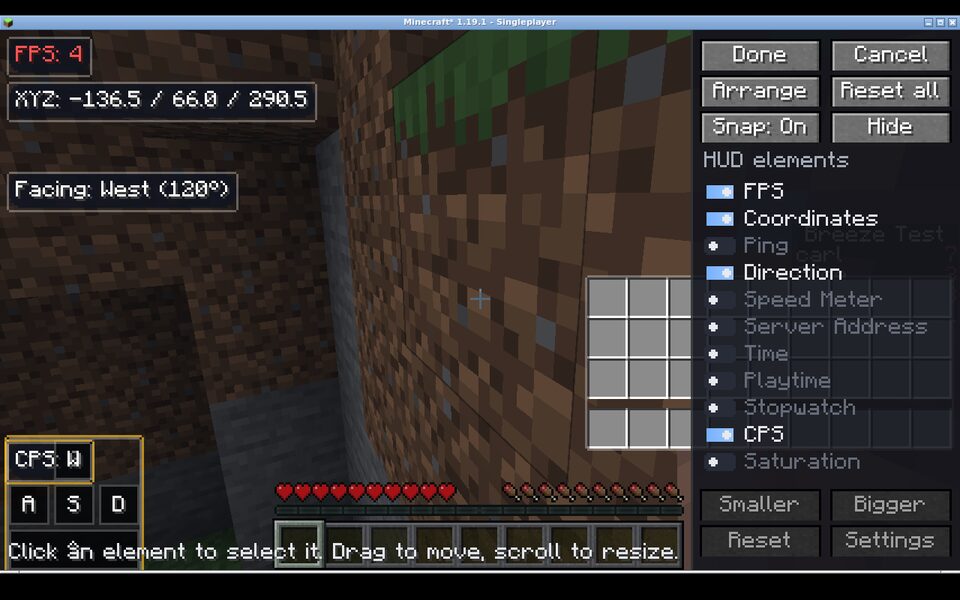 Minecraft* 1.19.1 - Singleplayer
FPS: 4
XYZ: -136.5 / 66.0 / 290.5
Facing: West (120°)
Done
Cancel
Arrange
Reset all
Snap: On
Hide
HUD elements
FPS
Coordinates
Ping
Breeze Test
carl
Direction
Speed Meter
Server Address
Time
Playtime
Stopwatch
CPS
Saturation
CPS: W
A S D
Click an element to select it. Drag to move, scroll to resize.
Smaller
Bigger
Reset
Settings